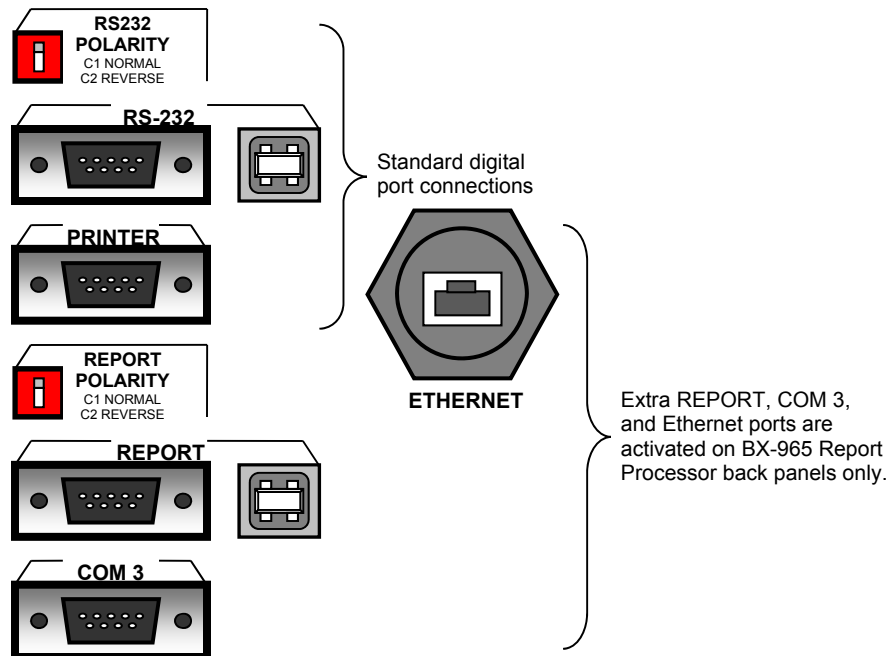 RS232
POLARITY
C1 NORMAL
C2 REVERSE
RS-232
Standard digital
port connections
PRINTER
REPORT
POLARITY
C1 NORMAL
C2 REVERSE
ETHERNET
Extra REPORT, COM 3,
and Ethernet ports are
activated on BX-965 Report
Processor back panels only.
REPORT
COM 3